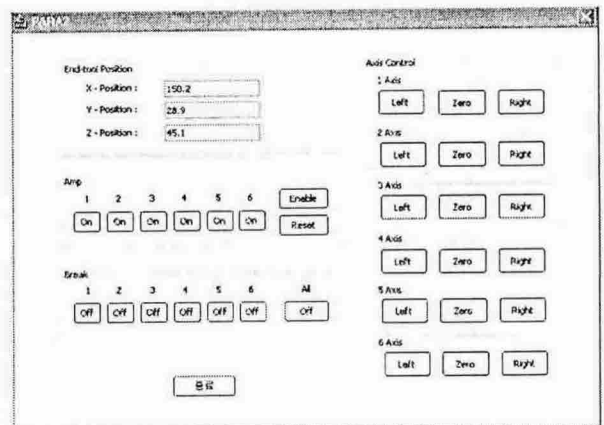 End-tool Position
X - Position : 150.2
Y - Position : 28.9
Z - Position : 45.1
Amp
1 2 3 4 5 6
On On On On On On
Enable
Reset
Break
1 2 3 4 5 6 All
Off Off Off Off Off Off Off
종료
Axis Control
1 Axis
Left Zero Right
2 Axis
Left Zero Right
3 Axis
Left Zero Right
4 Axis
Left Zero Right
5 Axis
Left Zero Right
6 Axis
Left Zero Right